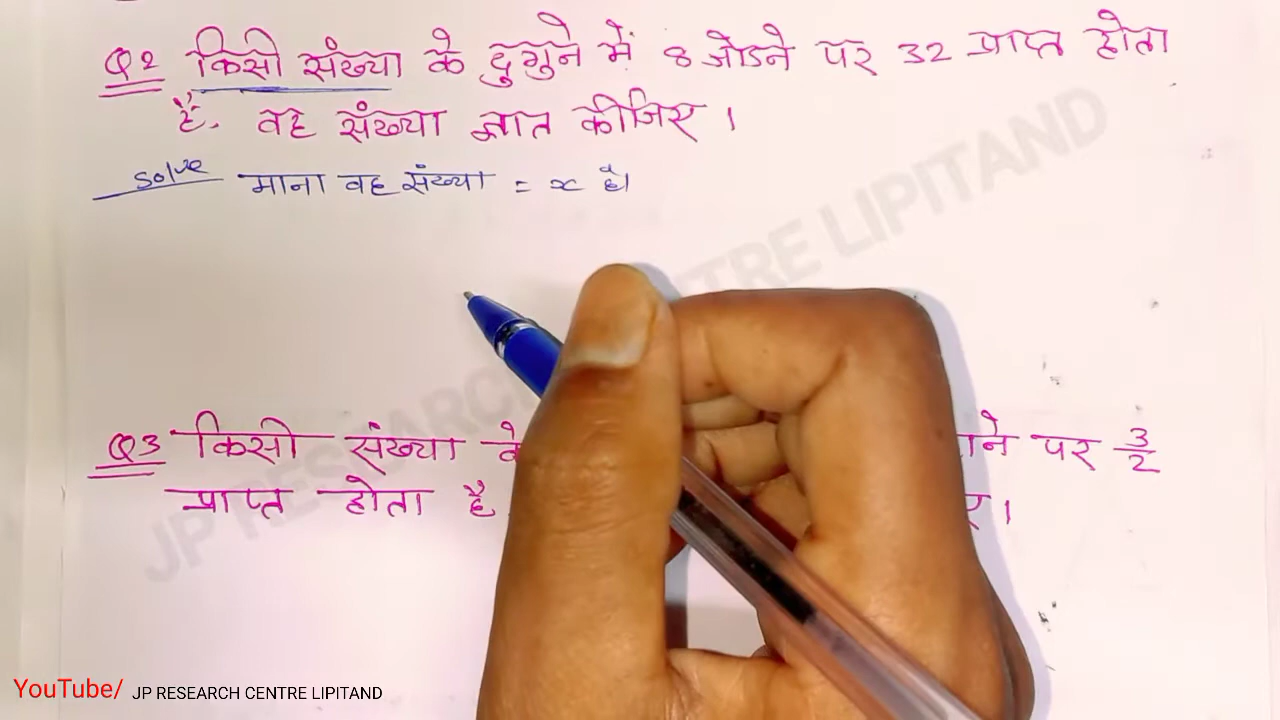 Q2 किसी संख्या के दुगुने में 8 जोडने पर 32 प्राप्त होता
है, वह संख्या ज्ञात कीजिए।
Solve माना वह संख्या = x है।
JP RESEARCH CENTRE LIPITAND
Q3 किसी संख्या के पर 3/2
प्राप्त होता है
YouTube/ JP RESEARCH CENTRE LIPITAND